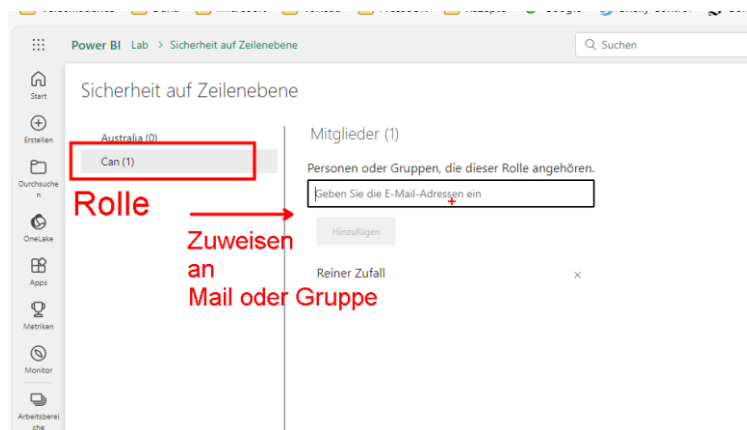 Power BI Lab > Sicherheit auf Zeilenebene
Suchen
Start
Erstellen
Durchsuche
n
OneLake
Apps
Metriken
Monitor
Arbeitsberei
che
Sicherheit auf Zeilenebene
Australia (0)
Can (1)
Rolle
Mitglieder (1)
Personen oder Gruppen, die dieser Rolle angehören.
Geben Sie die E-Mail-Adressen ein
Hinzufügen
Zuweisen
an
Mail oder Gruppe
Reiner Zufall